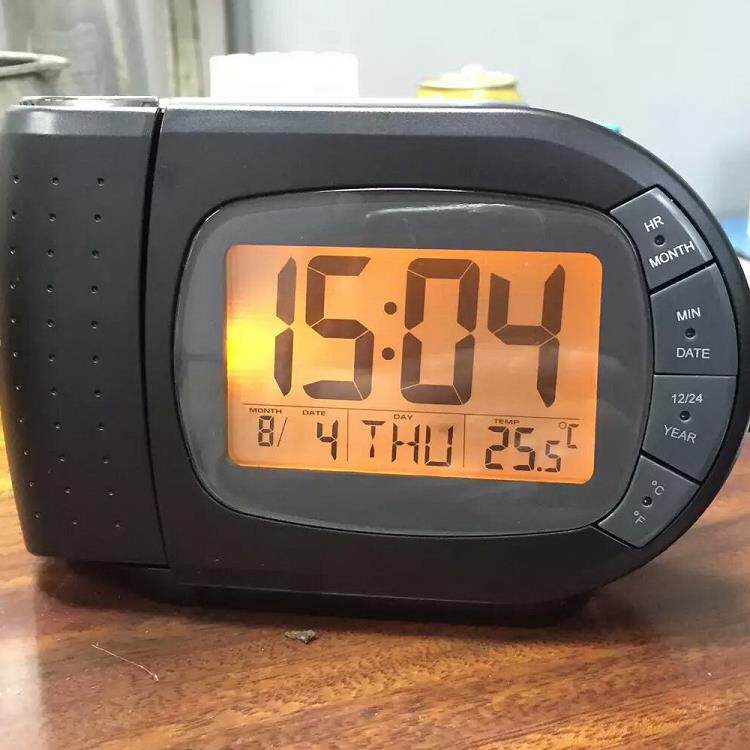 15:04
MONTH DATE DAY TEMP
8/ 4 THU 25.5 °C
HR
MONTH
MIN
DATE
12/24
YEAR
°C
°F